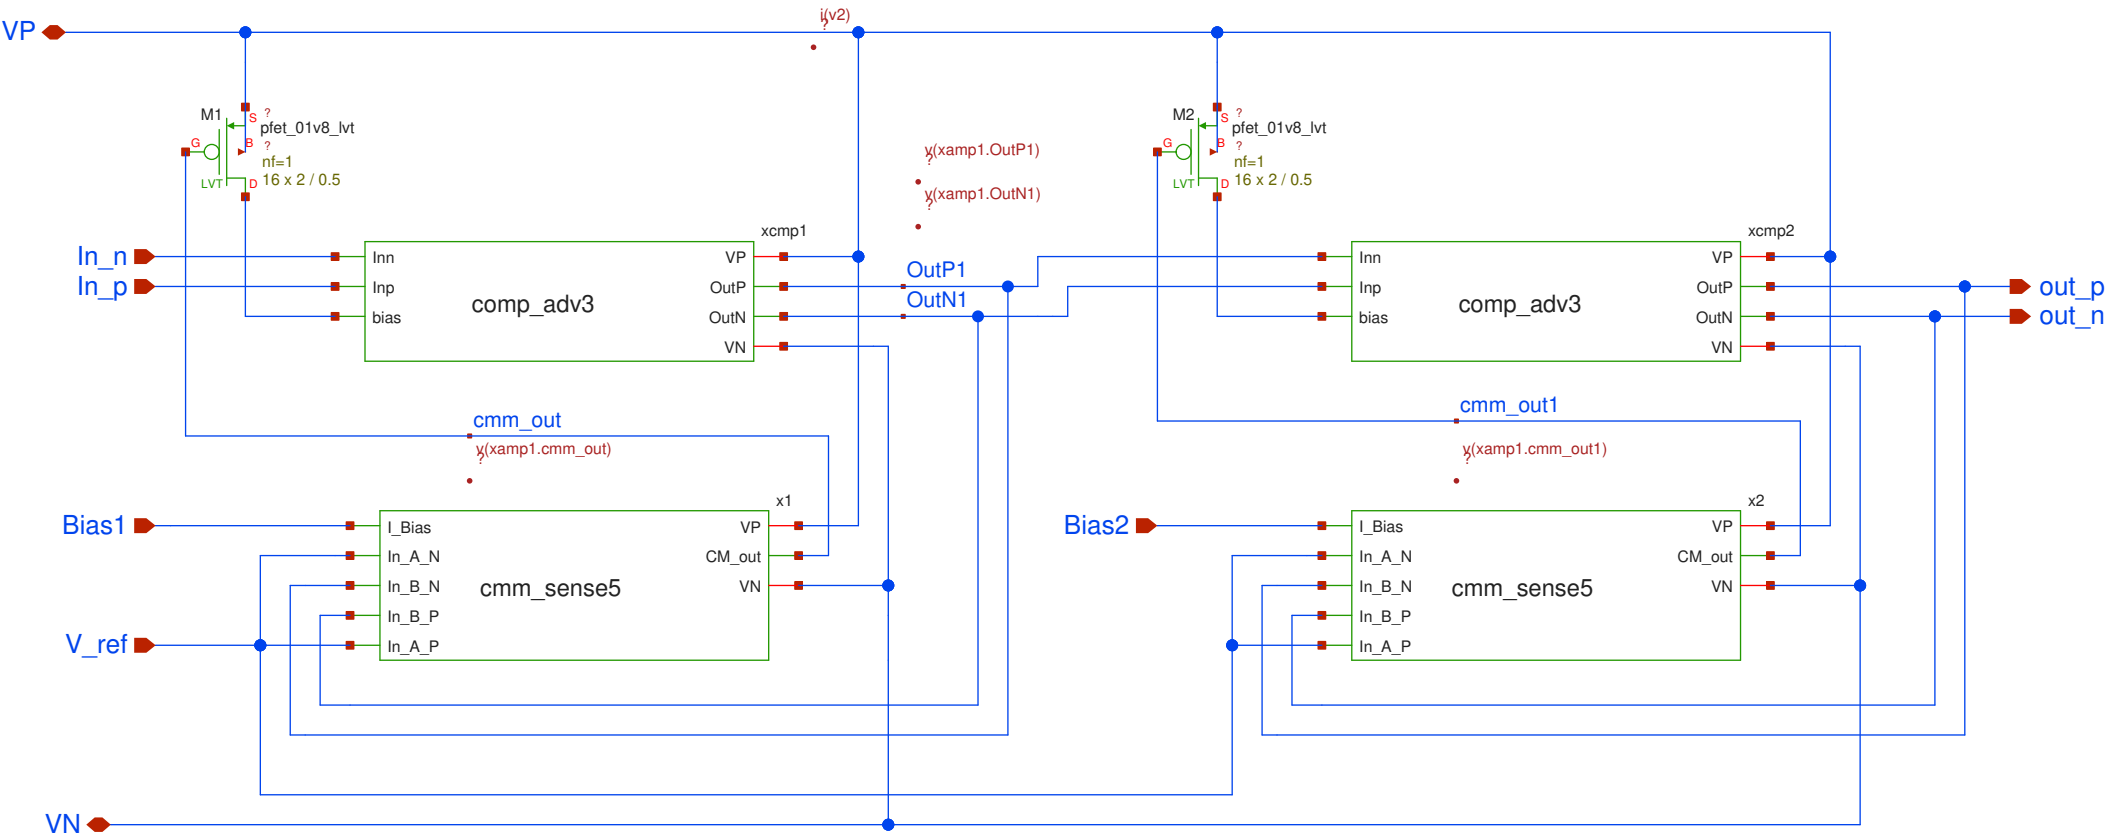 VP
i(v2)
?
M1
S
?
pfet_01v8_lvt
G
B
?
nf=1
LVT
D
16 x 2 / 0.5
M2
S
?
pfet_01v8_lvt
G
B
?
nf=1
LVT
D
16 x 2 / 0.5
v(xamp1.OutP1)
?
v(xamp1.OutN1)
?
In_n
In_p
xcmp1
Inn
Inp
bias
comp_adv3
VP
OutP
OutN
VN
OutP1
OutN1
xcmp2
Inn
Inp
bias
comp_adv3
VP
OutP
OutN
VN
out_p
out_n
cmm_out
v(xamp1.cmm_out)
?
cmm_out1
v(xamp1.cmm_out1)
?
Bias1
V_ref
x1
I_Bias
In_A_N
In_B_N
In_B_P
In_A_P
cmm_sense5
VP
CM_out
VN
Bias2
x2
I_Bias
In_A_N
In_B_N
In_B_P
In_A_P
cmm_sense5
VP
CM_out
VN
VN